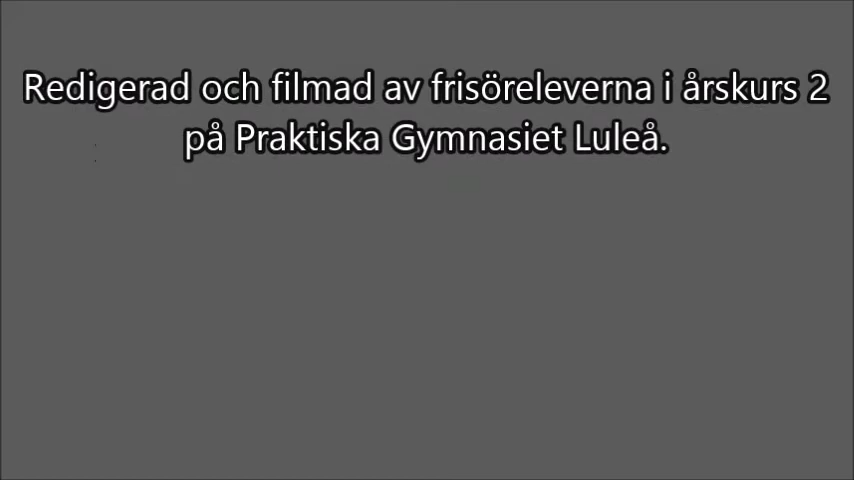 Redigerad och filmad av frisöreleverna i årskurs 2
på Praktiska Gymnasiet Luleå.